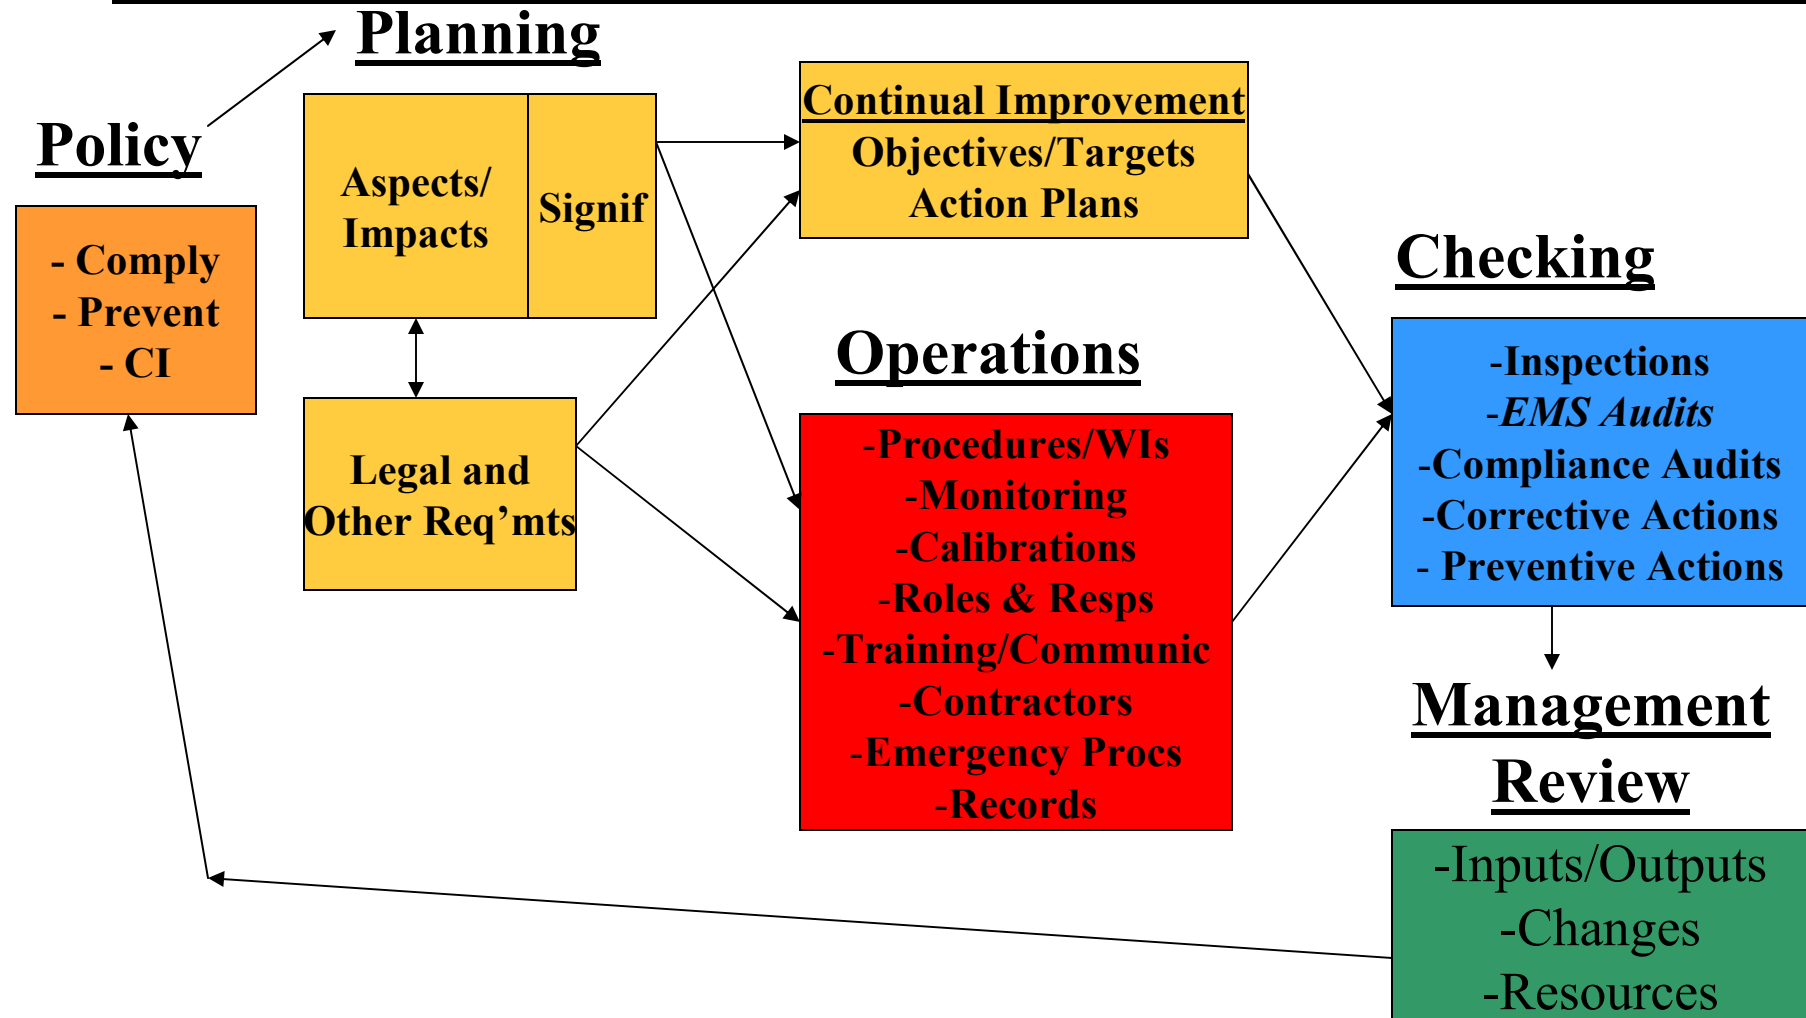 Planning
Policy
- Comply
- Prevent
- CI
Aspects/
Impacts
Signif
Legal and
Other Req’mts
Continual Improvement
Objectives/Targets
Action Plans
Operations
-Procedures/WIs
-Monitoring
-Calibrations
-Roles & Resps
-Training/Communic
-Contractors
-Emergency Procs
-Records
Checking
-Inspections
-EMS Audits
-Compliance Audits
-Corrective Actions
- Preventive Actions
Management
Review
-Inputs/Outputs
-Changes
-Resources